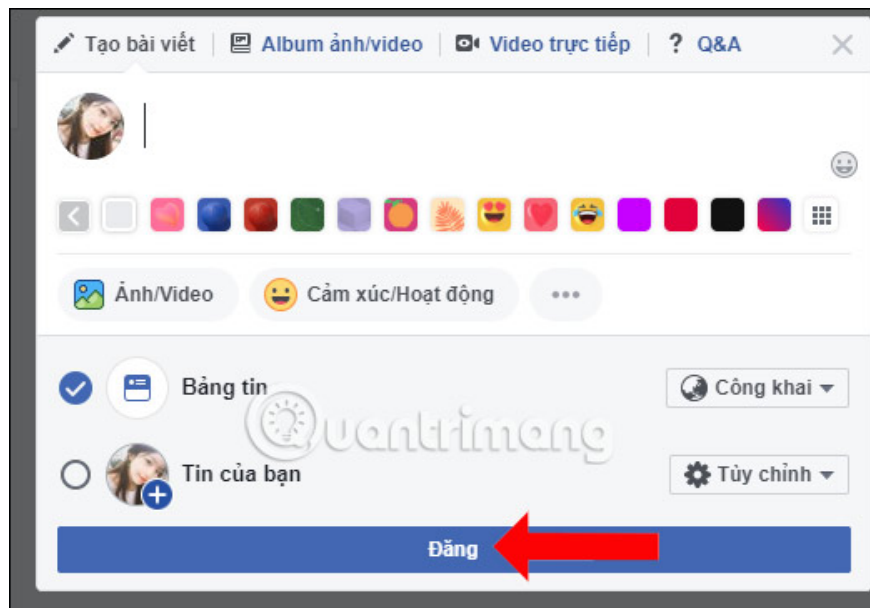 Tạo bài viết Album ảnh/video Video trực tiếp ? Q&A
Ảnh/Video Cảm xúc/Hoạt động
Bảng tin Công khai
Quantrimang
Tin của bạn Tùy chỉnh
Đăng